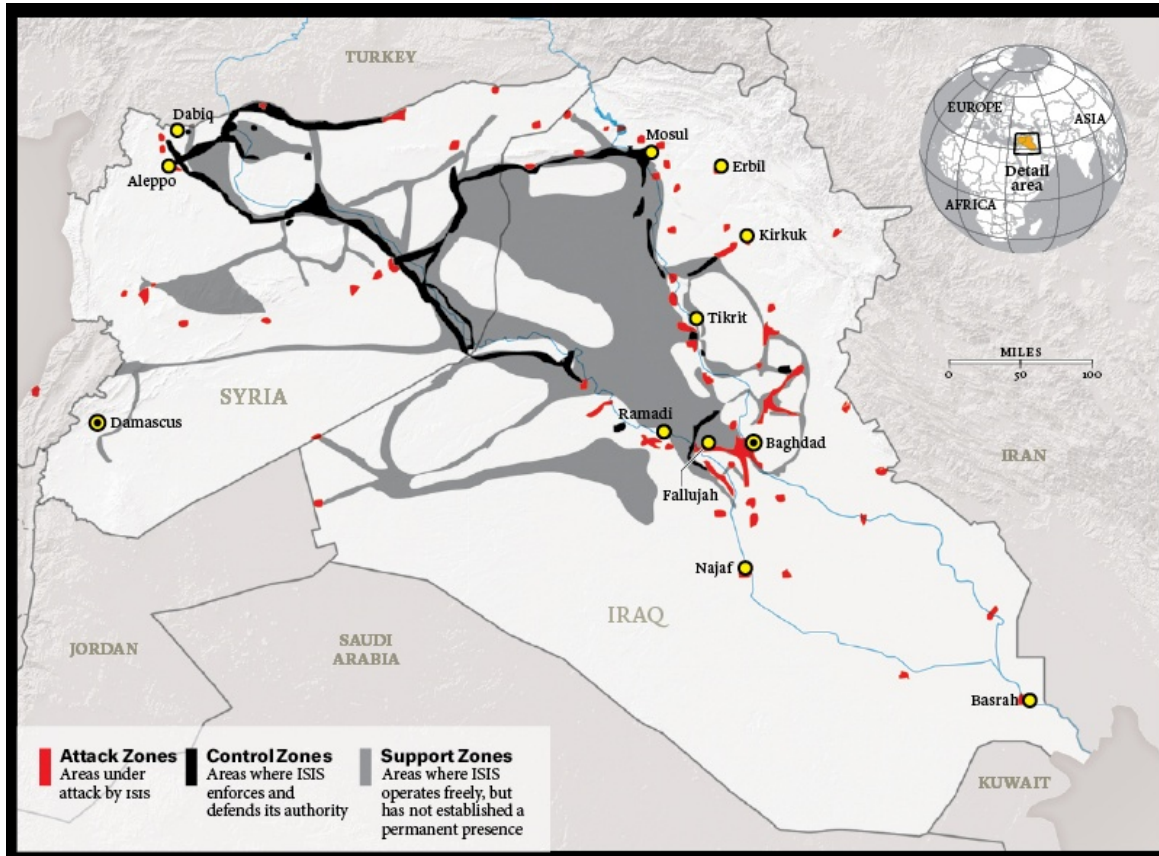 TURKEY
Dabiq
Aleppo
Mosul
Erbil
Kirkuk
Tikrit
EUROPE
ASIA
Detail
area
AFRICA
MILES
0 50 100
SYRIA
Damascus
Ramadi
Baghdad
Fallujah
IRAN
Najaf
IRAQ
JORDAN
SAUDI
ARABIA
Basrah
KUWAIT
Attack Zones
Areas under
attack by ISIS
Control Zones
Areas where ISIS
enforces and
defends its authority
Support Zones
Areas where ISIS
operates freely, but
has not established a
permanent presence